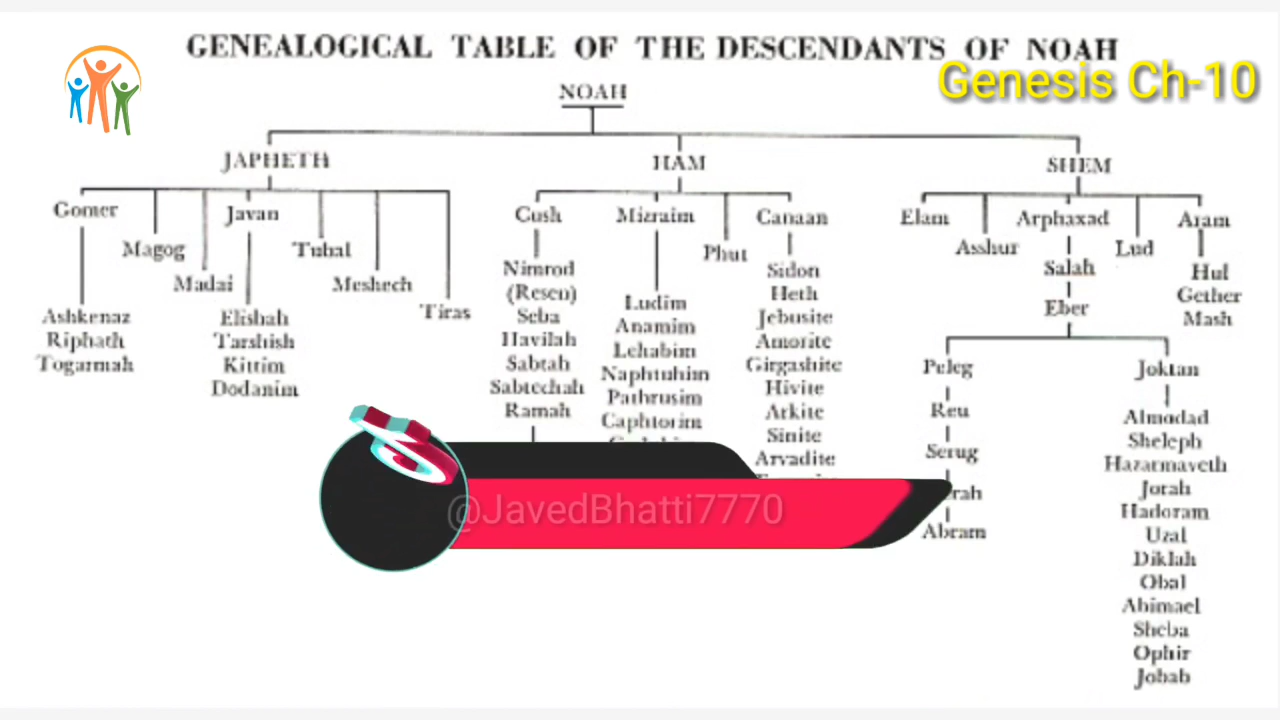 GENEALOGICAL TABLE OF THE DESCENDANTS OF NOAH
Genesis Ch-10
NOAH
JAPHETH
HAM
SHEM
Gomer
Javan
Magog
Tubal
Madai
Meshech
Tiras
Ashkenaz
Riphath
Togarmah
Elishah
Tarshish
Kittim
Dodanim
Cush
Mizraim
Canaan
Phut
Nimrod
(Resen)
Seba
Havilah
Sabtah
Sabtechah
Ramah
Ludim
Anamim
Lehabim
Naphtuhim
Pathrusim
Caphtorim
Sidon
Heth
Jebusite
Amorite
Girgashite
Hivite
Arkite
Sinite
Arvadite
Elam
Arphaxad
Aram
Asshur
Lud
Salah
Eber
Hul
Gether
Mash
Peleg
Reu
Serug
rah
Abram
Joktan
Almodad
Sheleph
Hazarmaveth
Jorah
Hadoram
Uzal
Diklah
Obal
Abimael
Sheba
Ophir
Johab
@JavedBhatti7770